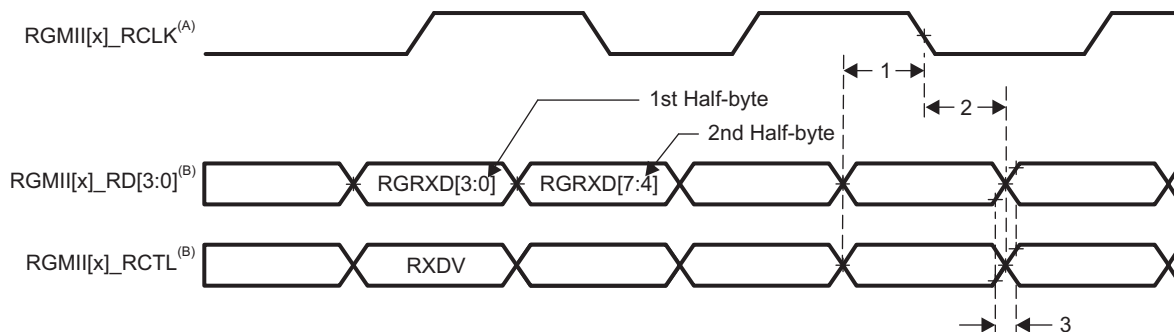 RGMII[x]_RCLK(A)
1
1st Half-byte
2
2nd Half-byte
RGMII[x]_RD[3:0](B)
RGRXD[3:0]
RGRXD[7:4]
RGMII[x]_RCTL(B)
RXDV
3